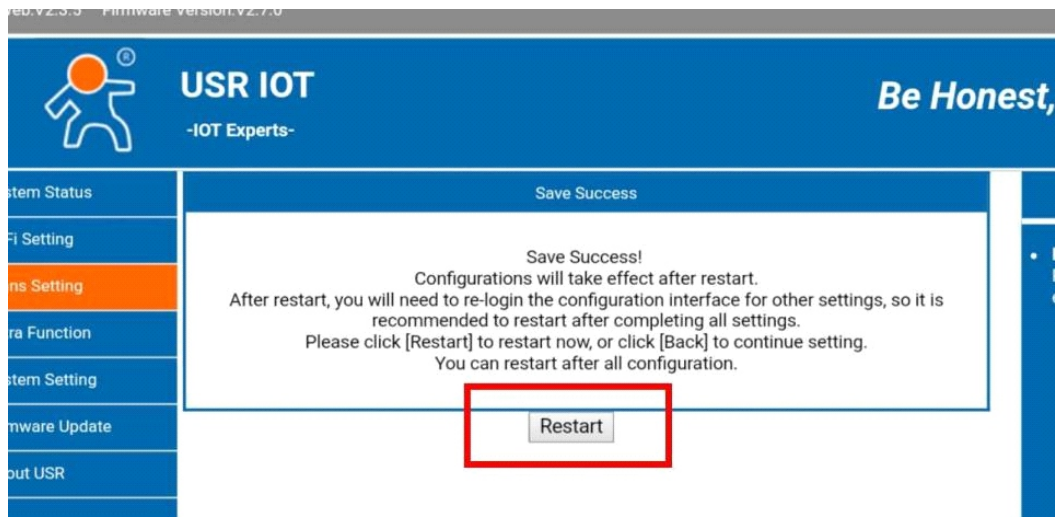 Web:V2.3.5 Firmware Version:V2.7.0
®
USR IOT
-IOT Experts-
Be Honest,
stem Status
Fi Setting
ns Setting
ra Function
stem Setting
mware Update
out USR
Save Success
Save Success!
Configurations will take effect after restart.
After restart, you will need to re-login the configuration interface for other settings, so it is
recommended to restart after completing all settings.
Please click [Restart] to restart now, or click [Back] to continue setting.
You can restart after all configuration.
Restart